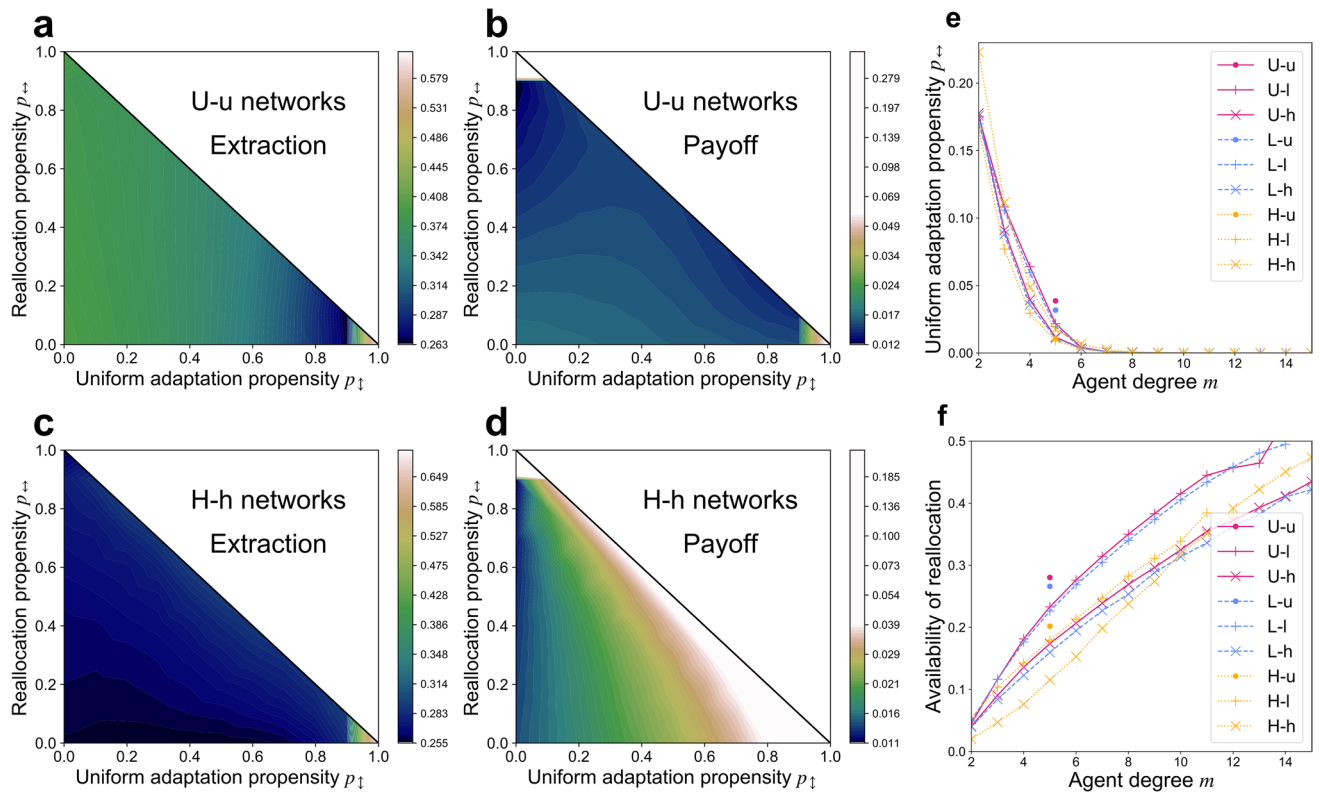 a
Reallocation propensity p↔
1.0
0.8
0.6
0.4
0.2
0.0
U-u networks
Extraction
0.0 0.2 0.4 0.6 0.8 1.0
Uniform adaptation propensity p↕
0.579
0.531
0.486
0.445
0.408
0.374
0.342
0.313
0.287
0.263
b
Reallocation propensity p↔
1.0
0.8
0.6
0.4
0.2
0.0
U-u networks
Payoff
0.0 0.2 0.4 0.6 0.8 1.0
Uniform adaptation propensity p↕
0.279
0.197
0.139
0.098
0.069
0.049
0.034
0.024
0.017
0.012
e
Uniform adaptation propensity p↔
0.20
0.15
0.10
0.05
0.00
2 4 6 8 10 12 14
Agent degree m
U-u
U-l
U-h
L-u
L-l
L-h
H-u
H-l
H-h
c
Reallocation propensity p↔
1.0
0.8
0.6
0.4
0.2
0.0
H-h networks
Extraction
0.0 0.2 0.4 0.6 0.8 1.0
Uniform adaptation propensity p↕
0.649
0.585
0.527
0.475
0.428
0.386
0.348
0.314
0.283
0.255
d
Reallocation propensity p↔
1.0
0.8
0.6
0.4
0.2
0.0
H-h networks
Payoff
0.0 0.2 0.4 0.6 0.8 1.0
Uniform adaptation propensity p↕
0.185
0.136
0.100
0.073
0.054
0.039
0.029
0.021
0.016
0.011
f
Availability of reallocation
0.5
0.4
0.3
0.2
0.1
0.0
2 4 6 8 10 12 14
Agent degree m
U-u
U-l
U-h
L-u
L-l
L-h
H-u
H-l
H-h